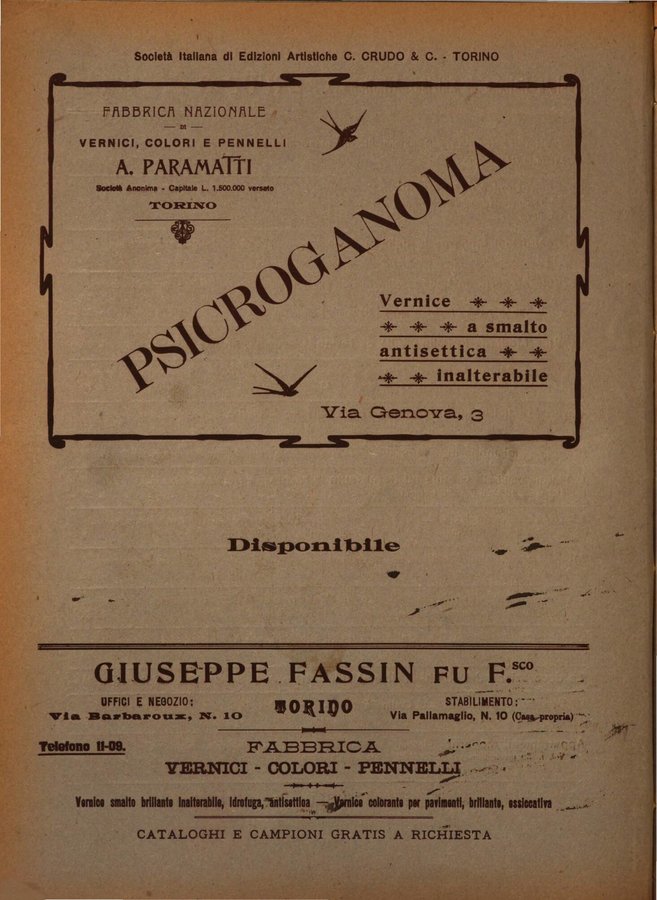 Società Italiana di Edizioni Artistiche C. CRUDO & C. - TORINO
FABBRICA NAZIONALE
DI
VERNICI, COLORI E PENNELLI
A. PARAMATTI
Società Anonima - Capitale L. 1.500.000 versato
TORINO
PSICROGANOMA
Vernice
a smalto
antisettica
inalterabile
Via Genova, 3
Disponibile
GIUSEPPE FASSIN FU F.SCO
UFFICI E NEGOZIO:
Via Barbaroux, N. 10
TORINO
STABILIMENTO:
Via Pallamaglio, N. 10 (Casa propria)
Telefono 11-09.
FABBRICA
VERNICI - COLORI - PENNELLI
Vernice smalto brillante inalterabile, idrofuga, antisettica — Vernice colorante per pavimenti, brillante, essiccativa
CATALOGHI E CAMPIONI GRATIS A RICHIESTA